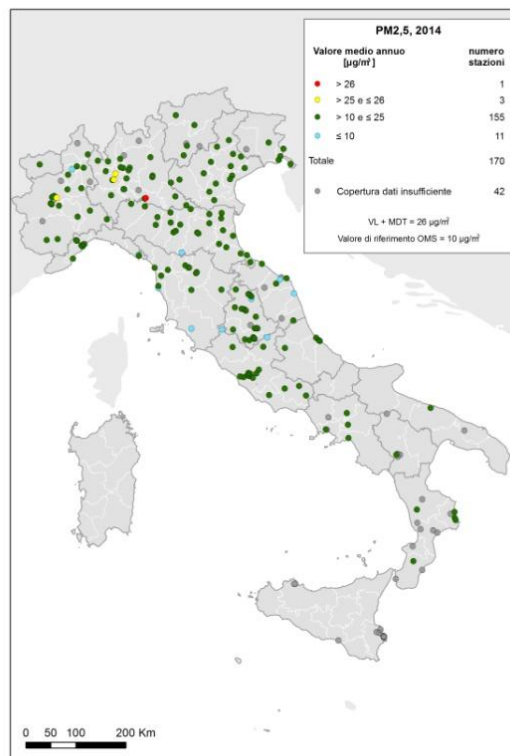 PM2,5, 2014
Valore medio annuo numero
[µg/m³] stazioni
> 26 1
> 25 e ≤ 26 3
> 10 e ≤ 25 155
≤ 10 11
Totale 170
Copertura dati insufficiente 42
VL + MDT = 26 µg/m³
Valore di riferimento OMS = 10 µg/m³
0 50 100 200 Km